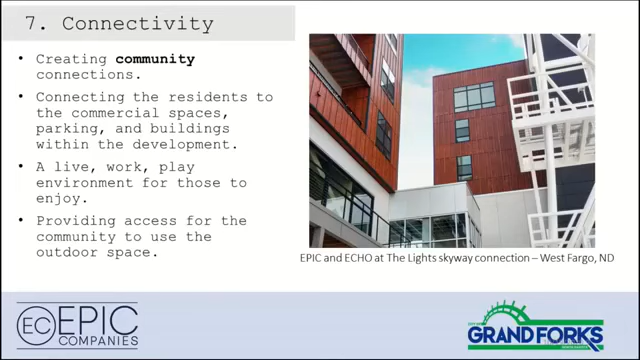 7. Connectivity
• Creating community
connections.
• Connecting the residents to
the commercial spaces,
parking, and buildings
within the development.
• A live, work, play
environment for those to
enjoy.
• Providing access for the
community to use the
outdoor space.
EPIC and ECHO at The Lights skyway connection – West Fargo, ND
EC EPIC
COMPANIES
GRAND FORKS